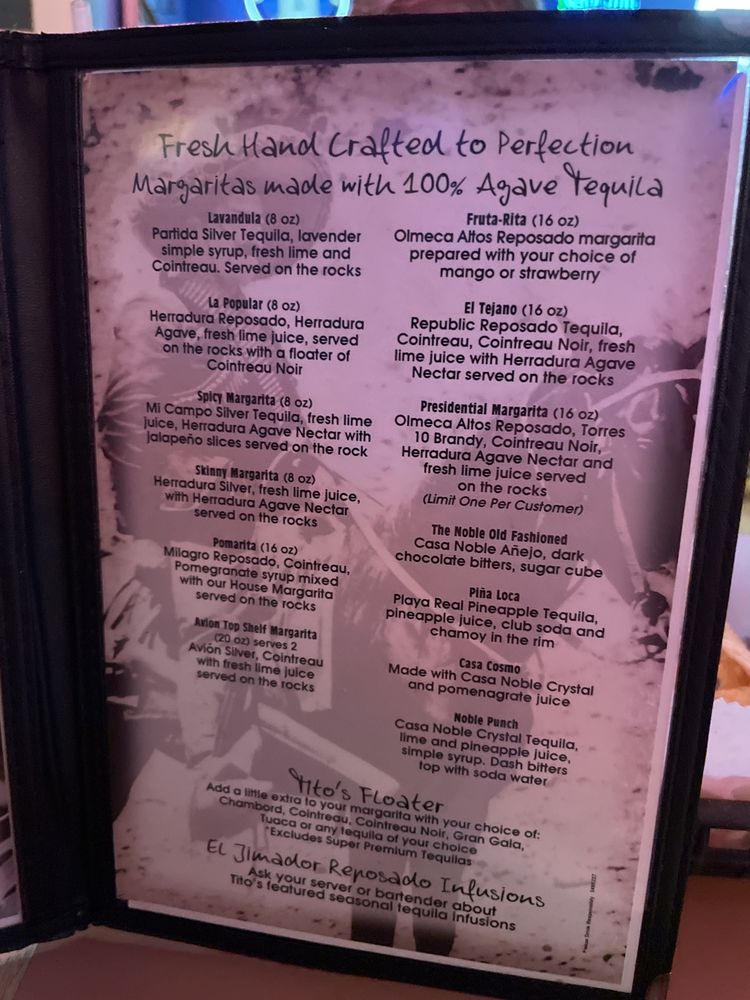 Fresh Hand Crafted to Perfection
Margaritas made with 100% Agave Tequila
Lavandula (8 oz)
Partida Silver Tequila, lavender
simple syrup, fresh lime and
Cointreau. Served on the rocks
La Popular (8 oz)
Herradura Reposado, Herradura
Agave, fresh lime juice, served
on the rocks with a floater of
Cointreau Noir
Spicy Margarita (8 oz)
Mi Campo Silver Tequila, fresh lime
juice, Herradura Agave Nectar with
jalapeño slices served on the rock
Skinny Margarita (8 oz)
Herradura Silver, fresh lime juice,
with Herradura Agave Nectar
served on the rocks
Pomarita (16 oz)
Milagro Reposado, Cointreau,
Pomegranate syrup mixed
with our House Margarita
served on the rocks
Avion Top Shelf Margarita
(20 oz) serves 2
Avión Silver, Cointreau
with fresh lime juice
served on the rocks
Fruta-Rita (16 oz)
Olmeca Altos Reposado margarita
prepared with your choice of
mango or strawberry
El Tejano (16 oz)
Republic Reposado Tequila,
Cointreau, Cointreau Noir, fresh
lime juice with Herradura Agave
Nectar served on the rocks
Presidential Margarita (16 oz)
Olmeca Altos Reposado, Torres
10 Brandy, Cointreau Noir,
Herradura Agave Nectar and
fresh lime juice served
on the rocks
(Limit One Per Customer)
The Noble Old Fashioned
Casa Noble Añejo, dark
chocolate bitters, sugar cube
Piña Loca
Playa Real Pineapple Tequila,
pineapple juice, club soda and
chamoy in the rim
Casa Cosmo
Made with Casa Noble Crystal
and pomenagrate juice
Noble Punch
Casa Noble Crystal Tequila,
lime and pineapple juice,
simple syrup. Dash bitters
top with soda water
Tito's Floater
Add a little extra to your margarita with your choice of:
Chambord, Cointreau, Cointreau Noir, Gran Gala,
Tuaca or any tequila of your choice
*Excludes Super Premium Tequilas
El Jimador Reposado Infusions
Ask your server or bartender about
Tito's featured seasonal tequila infusions
Please Drink Responsibly